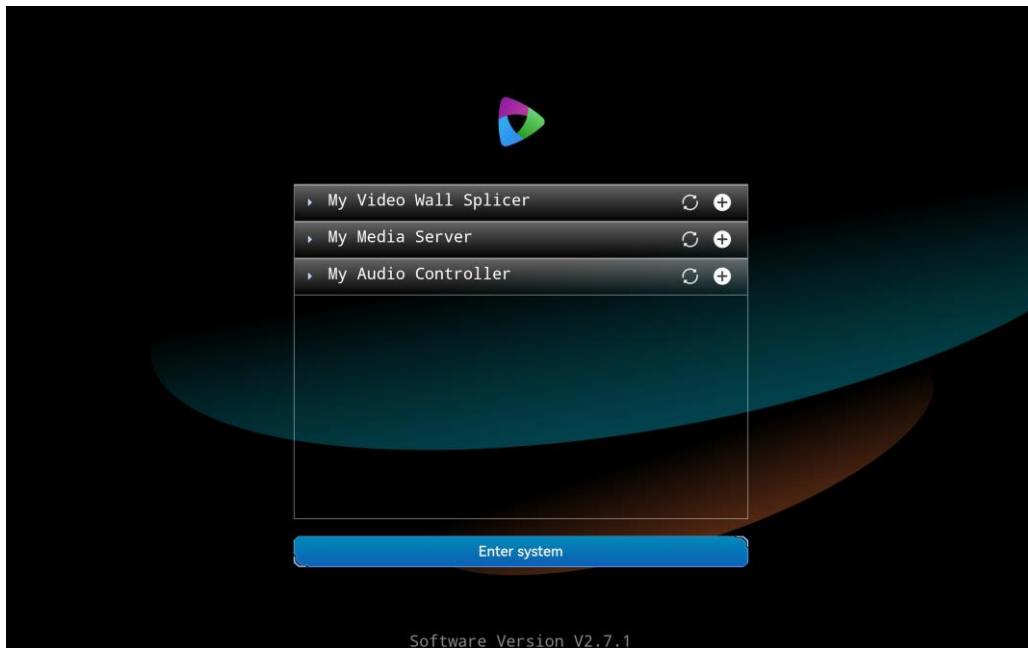 My Video Wall Splicer
My Media Server
My Audio Controller
Enter system
Software Version V2.7.1